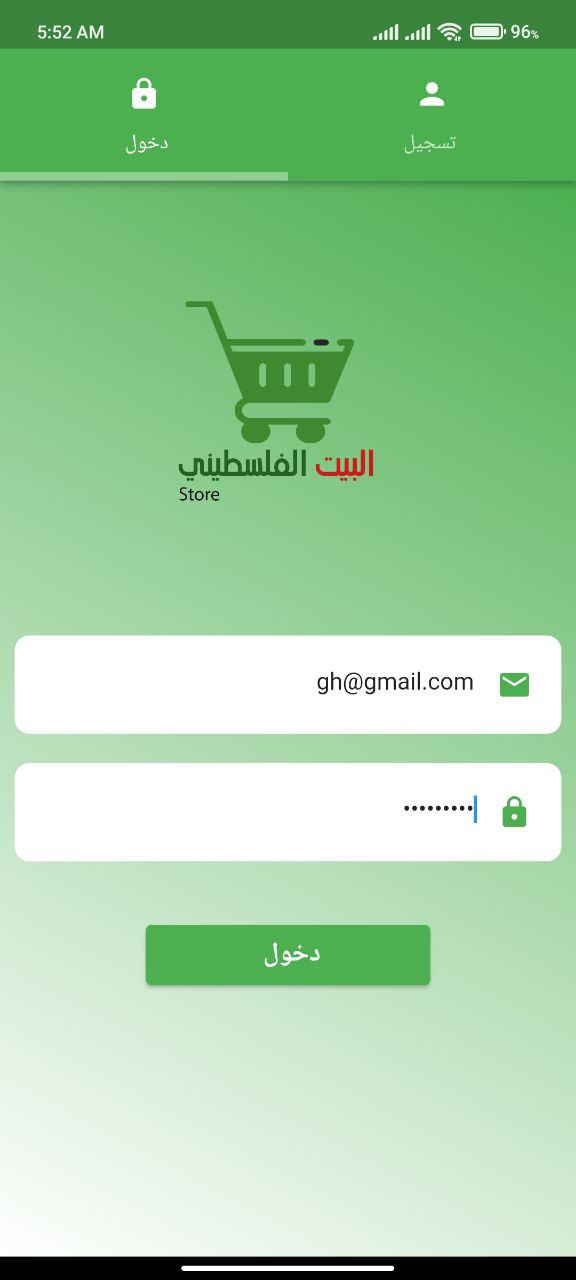 5:52 AM 96%
دخول
تسجيل
البيت الفلسطيني
Store
gh@gmail.com
•••••••••
دخول